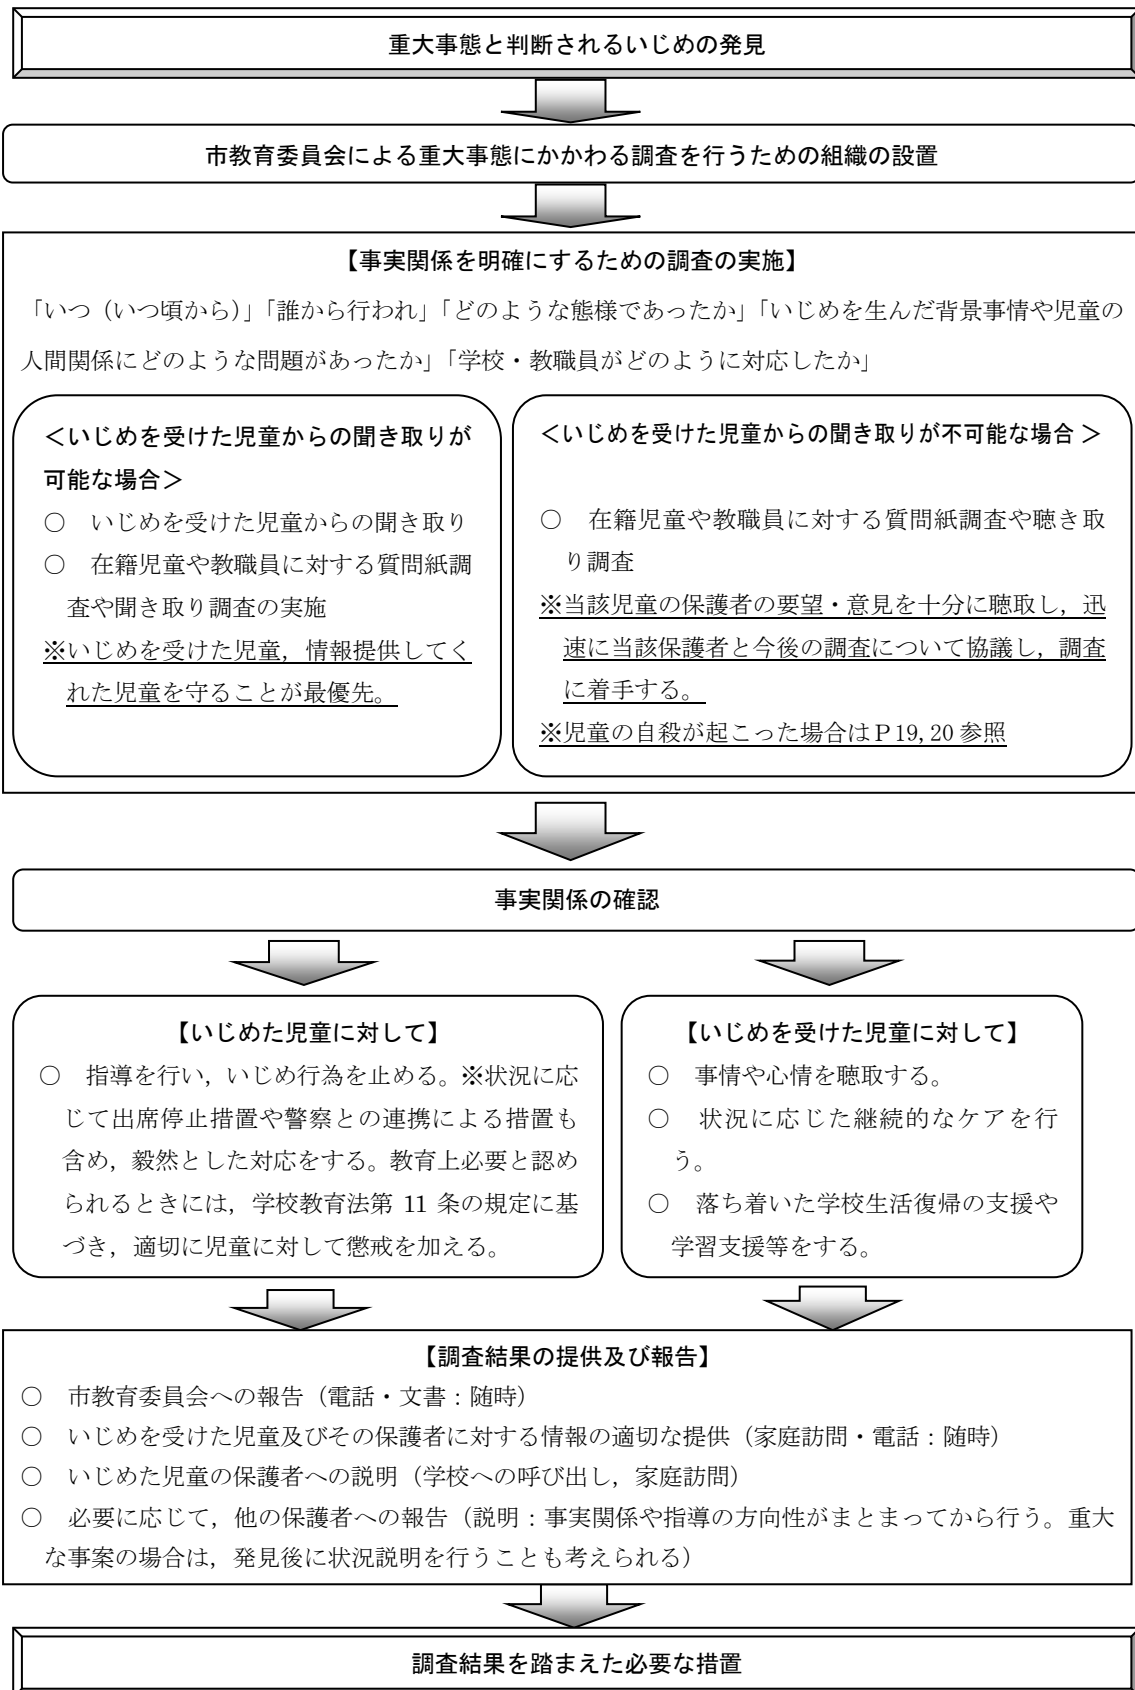 重大事態と判断されるいじめの発見
市教育委員会による重大事態にかかわる調査を行うための組織の設置
【事実関係を明確にするための調査の実施】
「いつ（いつ頃から）」「誰から行われ」「どのような態様であったか」「いじめを生んだ背景事情や児童の
人間関係にどのような問題があったか」「学校・教職員がどのように対応したか」
＜いじめを受けた児童からの聞き取りが
可能な場合＞
○　いじめを受けた児童からの聞き取り
○　在籍児童や教職員に対する質問紙調
査や聞き取り調査の実施
※いじめを受けた児童，情報提供してく
れた児童を守ることが最優先。
＜いじめを受けた児童からの聞き取りが不可能な場合 ＞
○　在籍児童や教職員に対する質問紙調査や聴き取
り調査
※当該児童の保護者の要望・意見を十分に聴取し，迅
速に当該保護者と今後の調査について協議し，調査
に着手する。
※児童の自殺が起こった場合はＰ19, 20 参照
事実関係の確認
【いじめた児童に対して】
○　指導を行い，いじめ行為を止める。※状況に応
じて出席停止措置や警察との連携による措置も
含め，毅然とした対応をする。教育上必要と認め
られるときには，学校教育法第 11 条の規定に基
づき，適切に児童に対して懲戒を加える。
【いじめを受けた児童に対して】
○　事情や心情を聴取する。
○　状況に応じた継続的なケアを行
う。
○　落ち着いた学校生活復帰の支援や
学習支援等をする。
【調査結果の提供及び報告】
○　市教育委員会への報告（電話・文書：随時）
○　いじめを受けた児童及びその保護者に対する情報の適切な提供（家庭訪問・電話：随時）
○　いじめた児童の保護者への説明（学校への呼び出し，家庭訪問）
○　必要に応じて，他の保護者への報告（説明：事実関係や指導の方向性がまとまってから行う。重大
な事案の場合は，発見後に状況説明を行うことも考えられる）
調査結果を踏まえた必要な措置